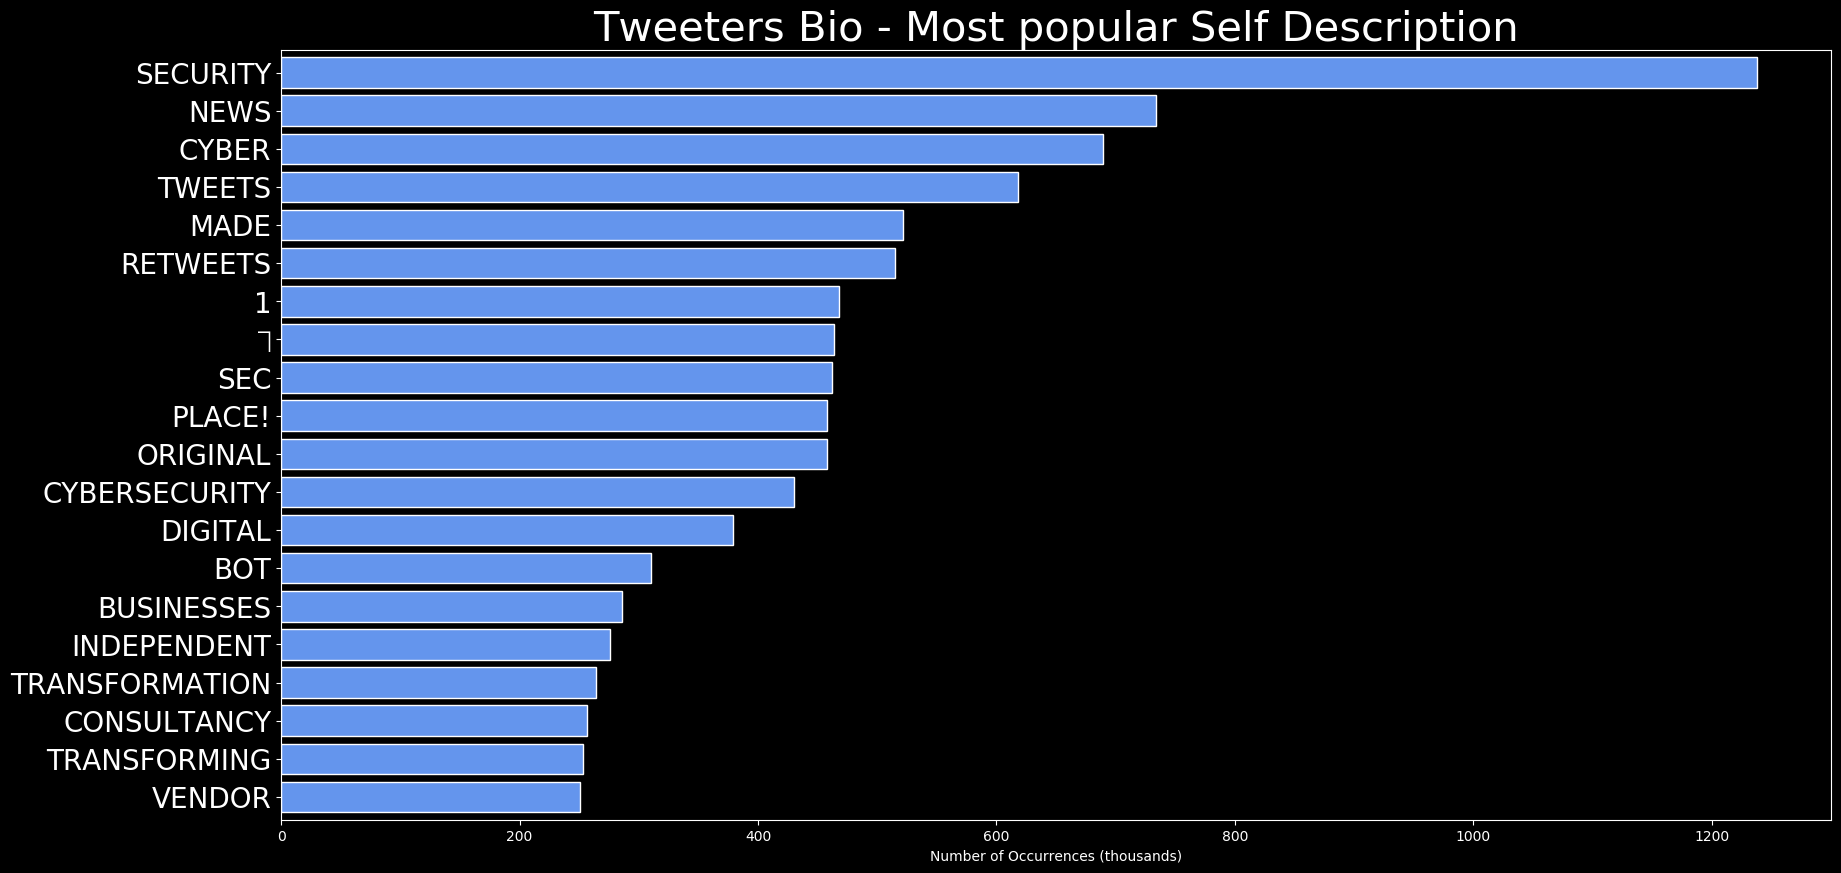 Tweeters Bio - Most popular Self Description
SECURITY
NEWS
CYBER
TWEETS
MADE
RETWEETS
1
SEC
PLACE!
ORIGINAL
CYBERSECURITY
DIGITAL
BOT
BUSINESSES
INDEPENDENT
TRANSFORMATION
CONSULTANCY
TRANSFORMING
VENDOR
0 200 400 600 800 1000 1200
Number of Occurrences (thousands)